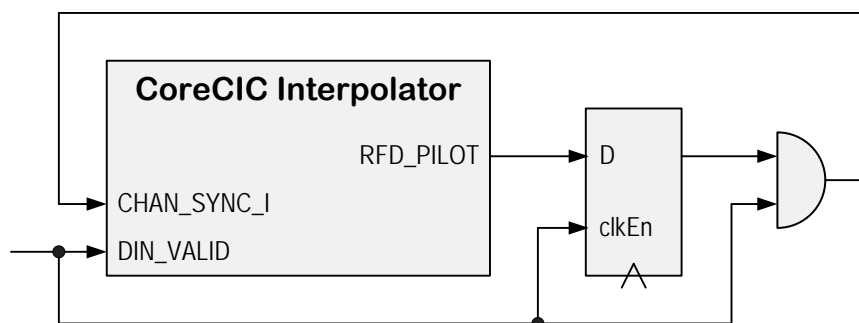 CoreCIC Interpolator
RFD_PILOT
D
CHAN_SYNC_I
clkEn
DIN_VALID